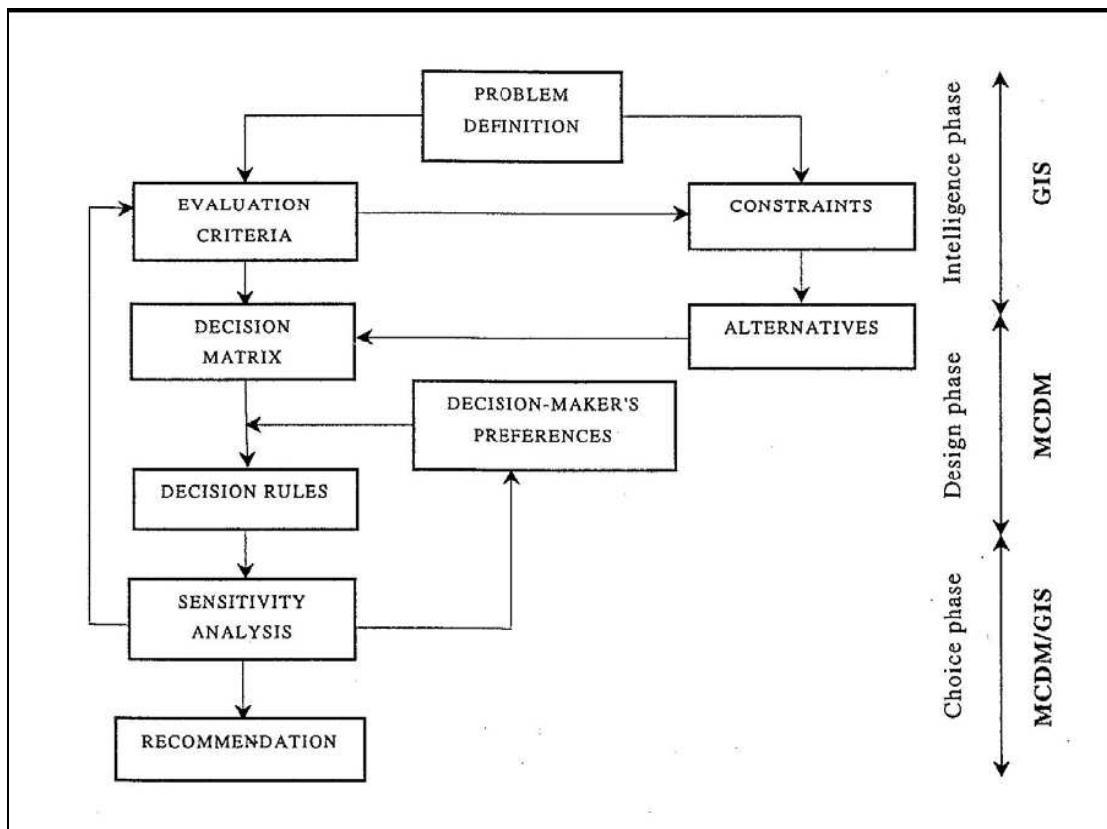 PROBLEM
DEFINITION
EVALUATION
CRITERIA
CONSTRAINTS
DECISION
MATRIX
ALTERNATIVES
DECISION-MAKER'S
PREFERENCES
DECISION RULES
SENSITIVITY
ANALYSIS
RECOMMENDATION
Intelligence phase
GIS
Design phase
MCDM
Choice phase
MCDM/GIS